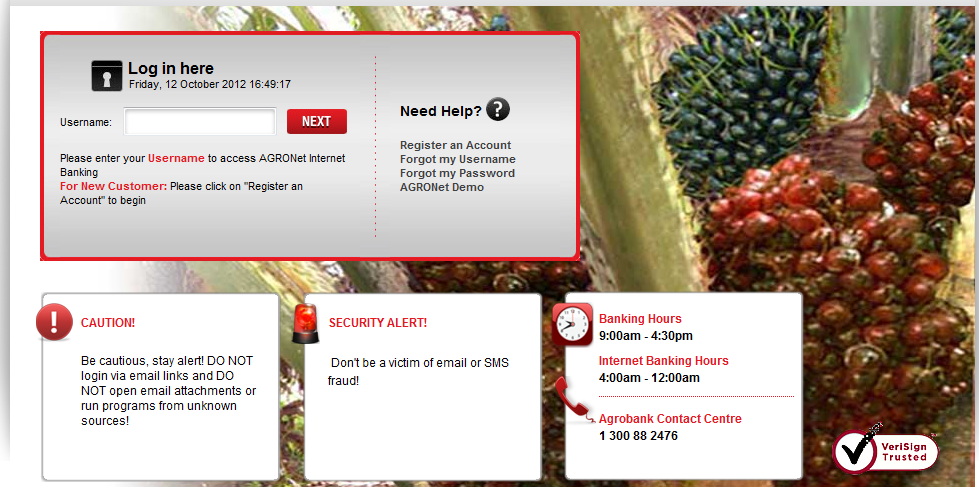 Log in here
Friday, 12 October 2012 16:49:17
Username:
NEXT
Please enter your Username to access AGRONet Internet
Banking
For New Customer: Please click on "Register an
Account" to begin
Need Help? ?
Register an Account
Forgot my Username
Forgot my Password
AGRONet Demo
CAUTION!
Be cautious, stay alert! DO NOT
login via email links and DO
NOT open email attachments or
run programs from unknown
sources!
SECURITY ALERT!
Don't be a victim of email or SMS
fraud!
Banking Hours
9:00am - 4:30pm
Internet Banking Hours
4:00am - 12:00am
Agrobank Contact Centre
1 300 88 2476
VeriSign
Trusted